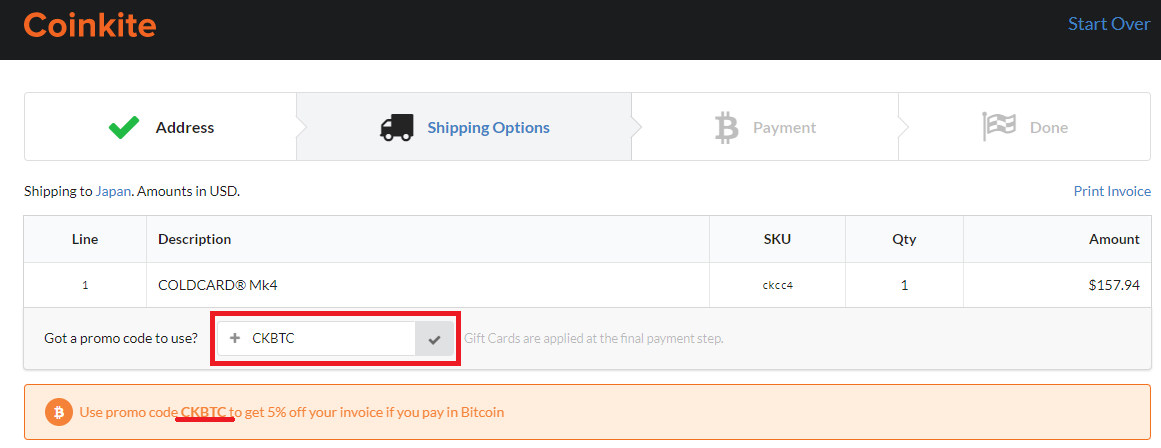 Coinkite
Start Over
Address
Shipping Options
Payment
Done
Shipping to Japan. Amounts in USD.
Print Invoice
Line Description SKU Qty Amount
1 COLDCARD® Mk4 ckcc4 1 $157.94
Got a promo code to use? CKBTC Gift Cards are applied at the final payment step.
Use promo code CKBTC to get 5% off your invoice if you pay in Bitcoin